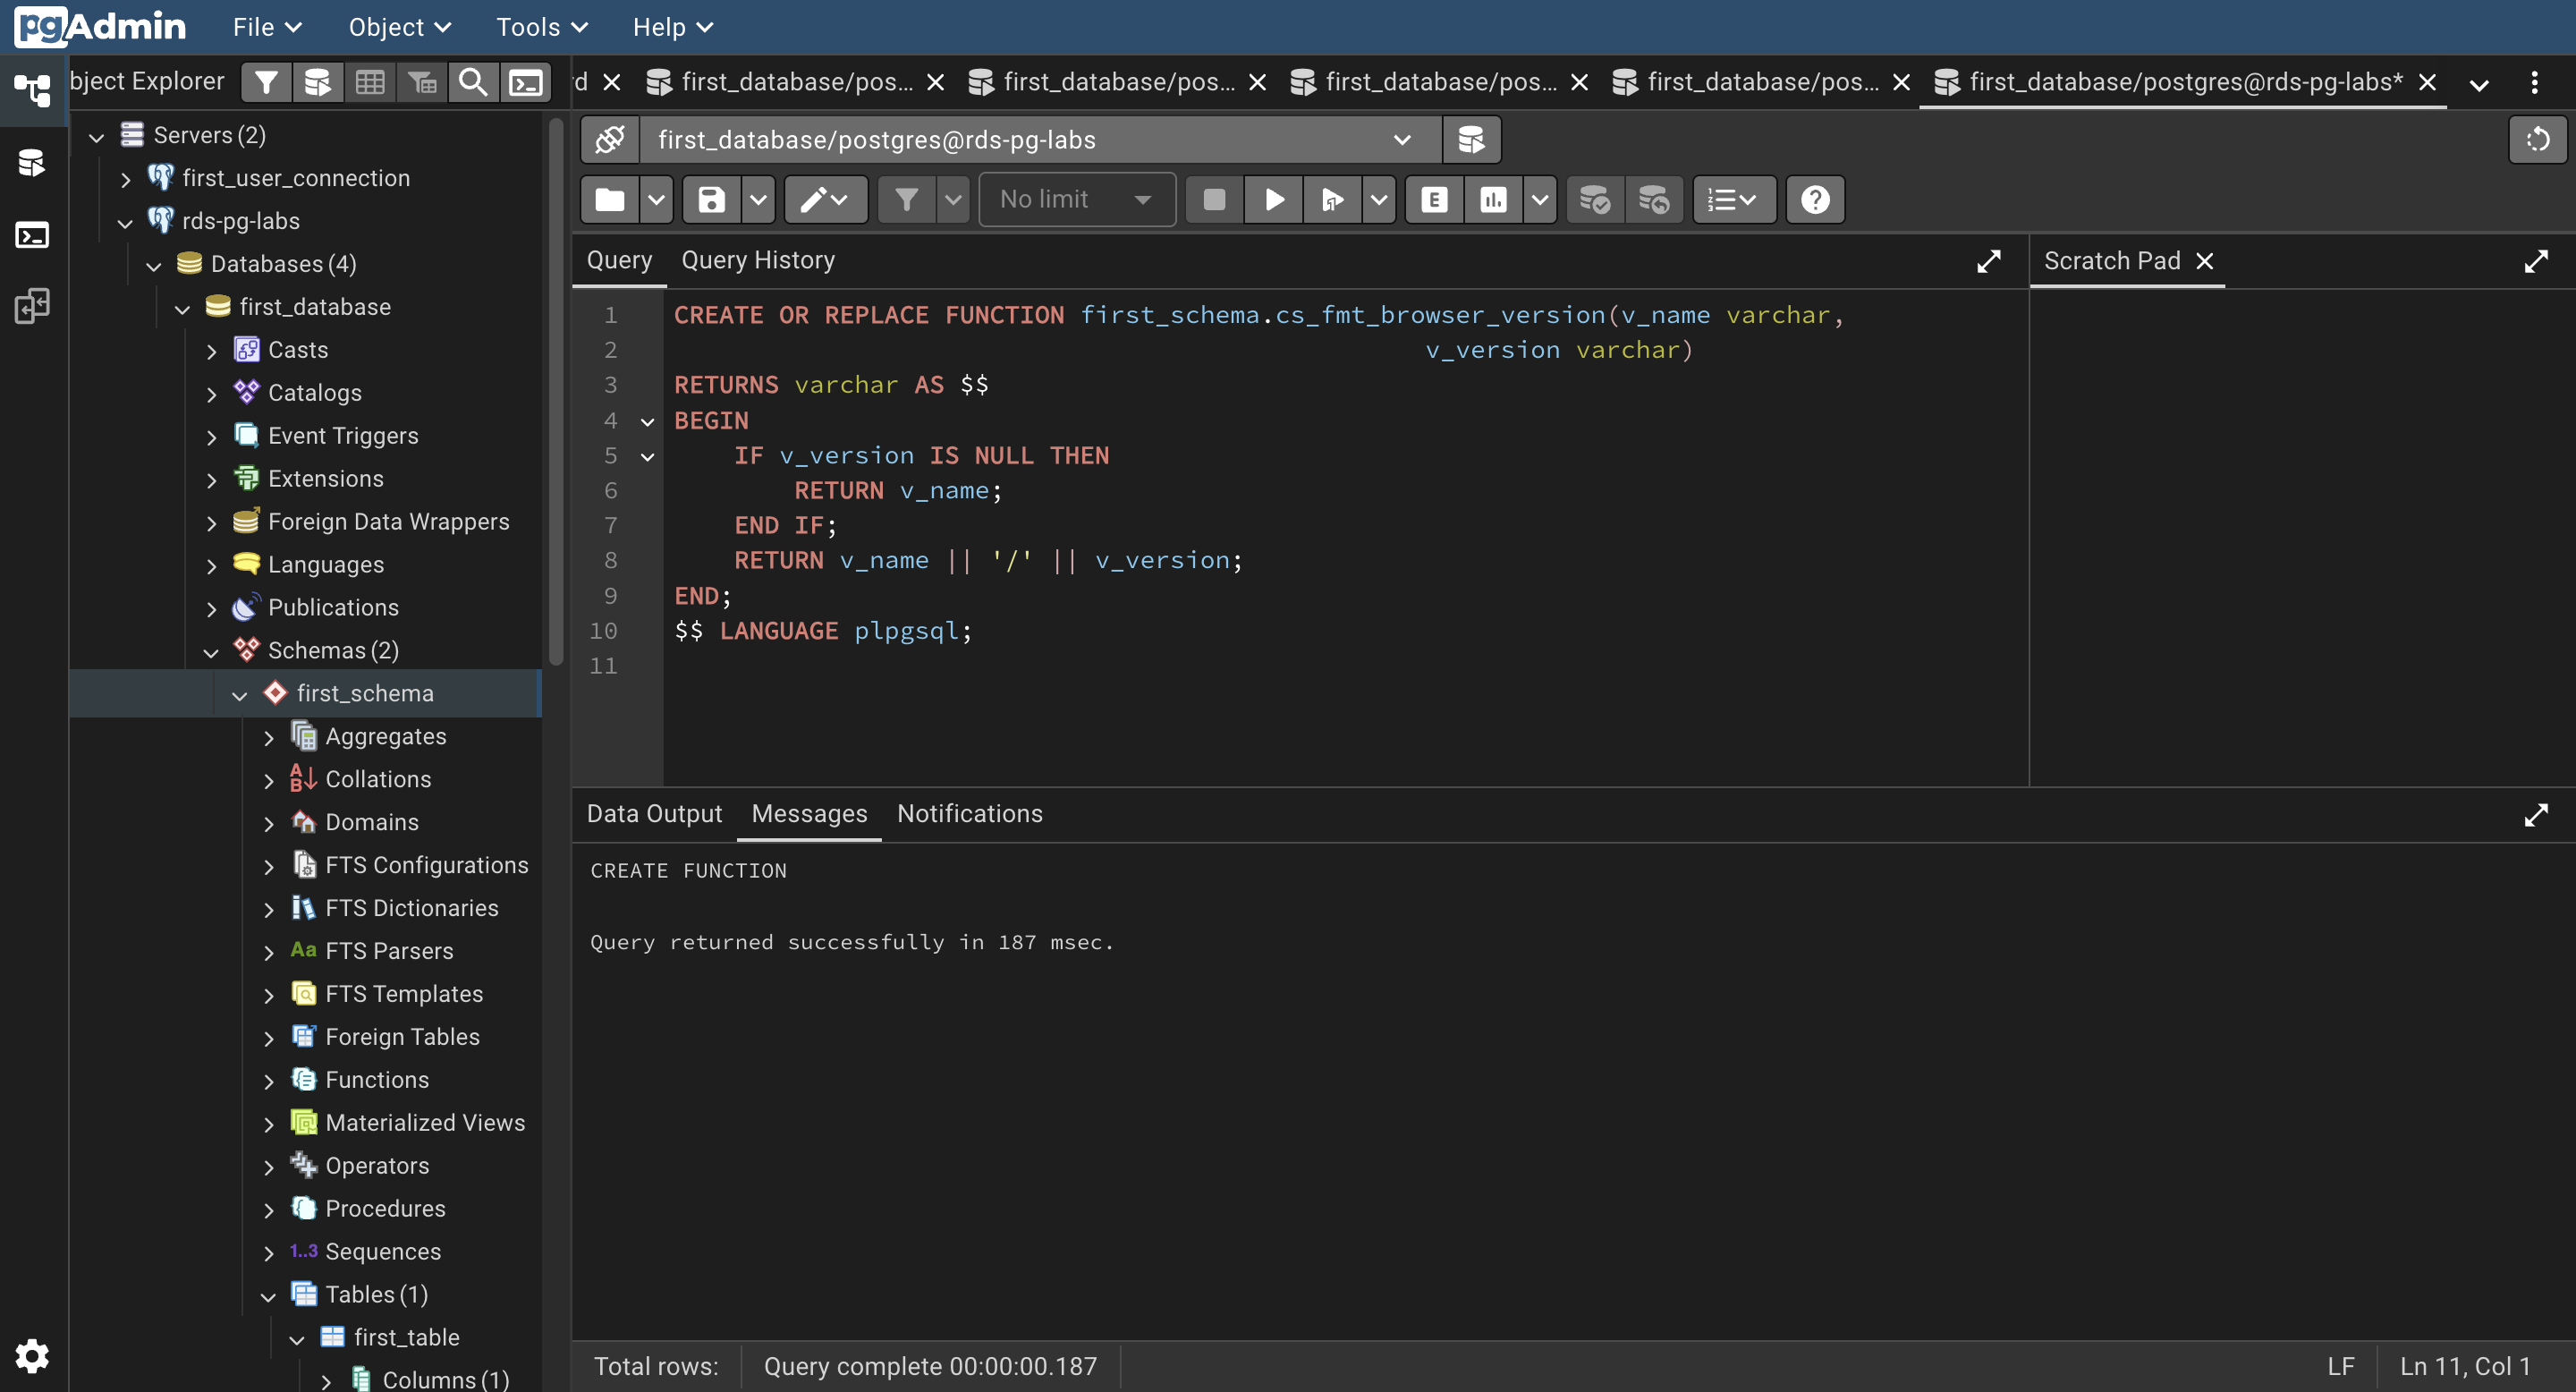 pgAdmin File Object Tools Help
bject Explorer
d first_database/pos... first_database/pos... first_database/pos... first_database/pos... first_database/postgres@rds-pg-labs*
Servers (2)
first_user_connection
rds-pg-labs
Databases (4)
first_database
Casts
Catalogs
Event Triggers
Extensions
Foreign Data Wrappers
Languages
Publications
Schemas (2)
first_schema
Aggregates
Collations
Domains
FTS Configurations
FTS Dictionaries
Aa FTS Parsers
FTS Templates
Foreign Tables
Functions
Materialized Views
Operators
Procedures
1..3 Sequences
Tables (1)
first_table
Columns (1)
first_database/postgres@rds-pg-labs
No limit
E
Query Query History
Scratch Pad
1 CREATE OR REPLACE FUNCTION first_schema.cs_fmt_browser_version(v_name varchar,
2 v_version varchar)
3 RETURNS varchar AS $$
4 BEGIN
5 IF v_version IS NULL THEN
6 RETURN v_name;
7 END IF;
8 RETURN v_name || '/' || v_version;
9 END;
10 $$ LANGUAGE plpgsql;
11
Data Output Messages Notifications
CREATE FUNCTION
Query returned successfully in 187 msec.
Total rows: Query complete 00:00:00.187 LF Ln 11, Col 1